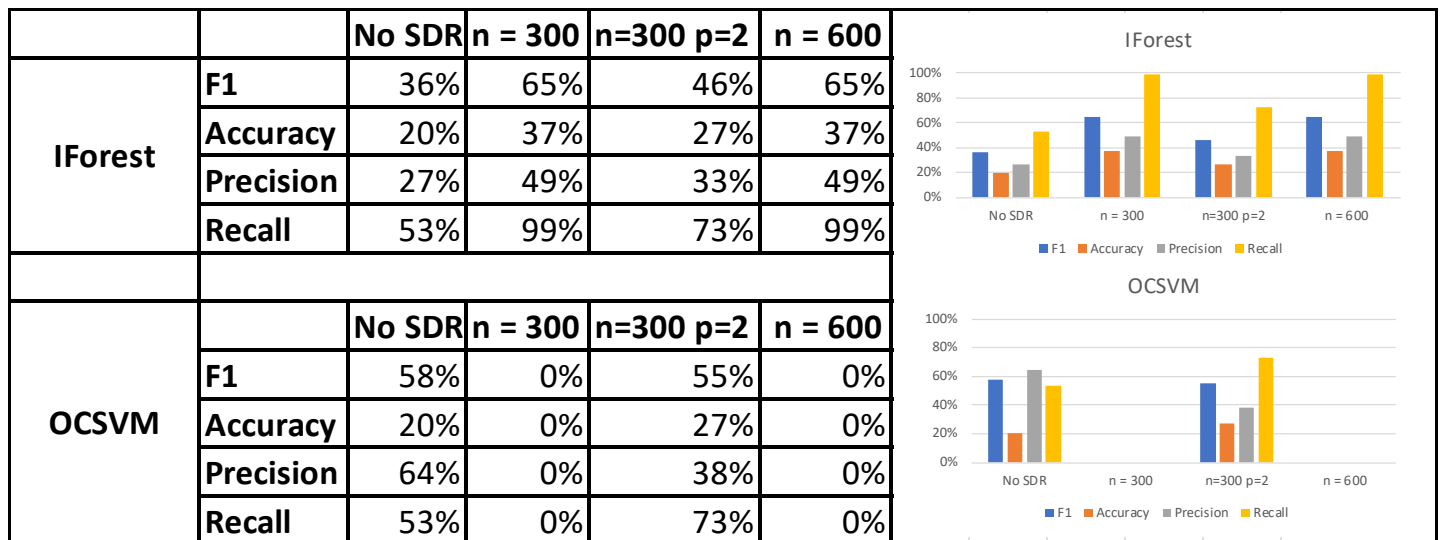 No SDR n = 300 n=300 p=2 n = 600
IForest
F1 36% 65% 46% 65%
Accuracy 20% 37% 27% 37%
Precision 27% 49% 33% 49%
Recall 53% 99% 73% 99%
No SDR n = 300 n=300 p=2 n = 600
OCSVM
F1 58% 0% 55% 0%
Accuracy 20% 0% 27% 0%
Precision 64% 0% 38% 0%
Recall 53% 0% 73% 0%
IForest
100%
80%
60%
40%
20%
0%
No SDR n = 300 n=300 p=2 n = 600
F1 Accuracy Precision Recall
OCSVM
100%
80%
60%
40%
20%
0%
No SDR n = 300 n=300 p=2 n = 600
F1 Accuracy Precision Recall